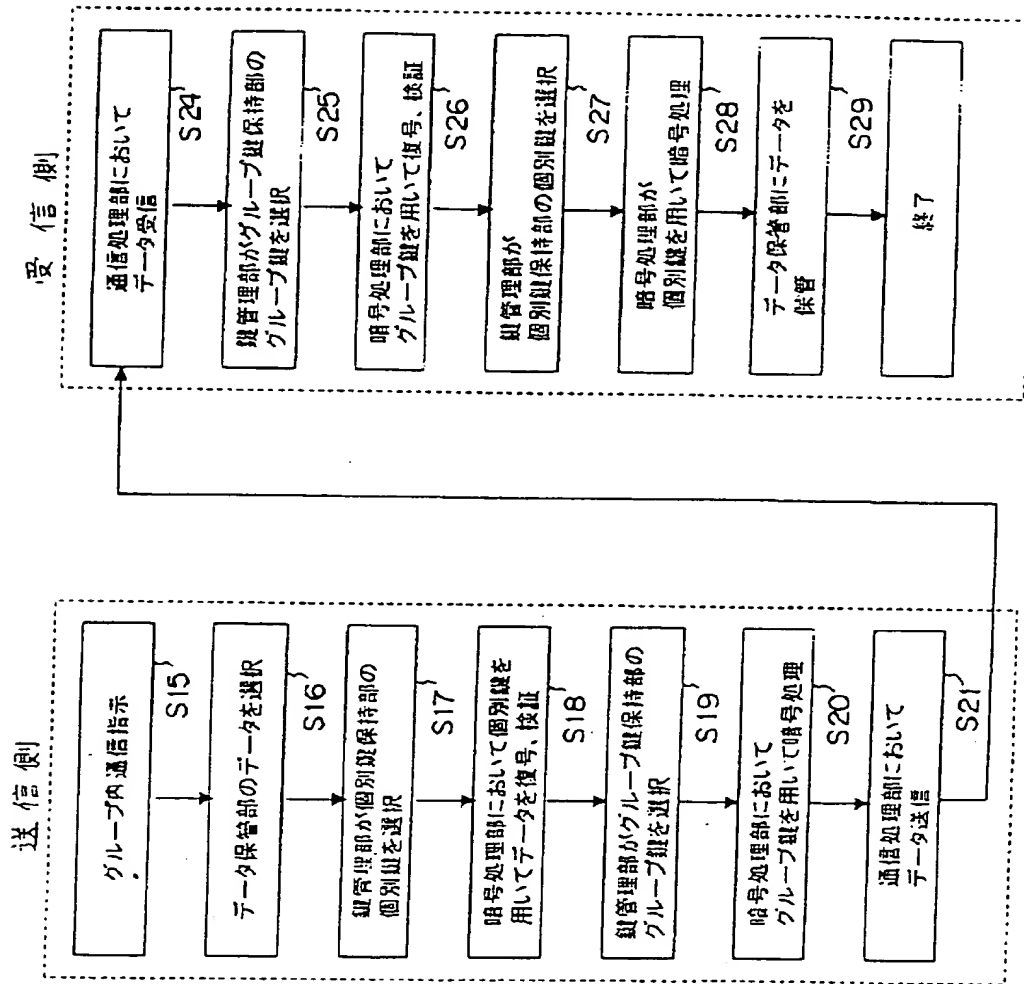 送信側
グループ内通信指示
S15
データ保管部のデータを選択
S16
鍵管理部が個別鍵保持部の
個別鍵を選択
S17
暗号処理部において個別鍵を
用いてデータを復号、検証
S18
鍵管理部がグループ鍵保持部の
グループ鍵を選択
S19
暗号処理部において
グループ鍵を用いて暗号処理
S20
通信処理部において
データ送信
S21
受信側
通信処理部において
データ受信
S24
鍵管理部がグループ鍵保持部の
グループ鍵を選択
S25
暗号処理部において
グループ鍵を用いて復号、検証
S26
鍵管理部が
個別鍵保持部の個別鍵を選択
S27
暗号処理部が
個別鍵を用いて暗号処理
S28
データ保管部にデータを
保管
S29
終了